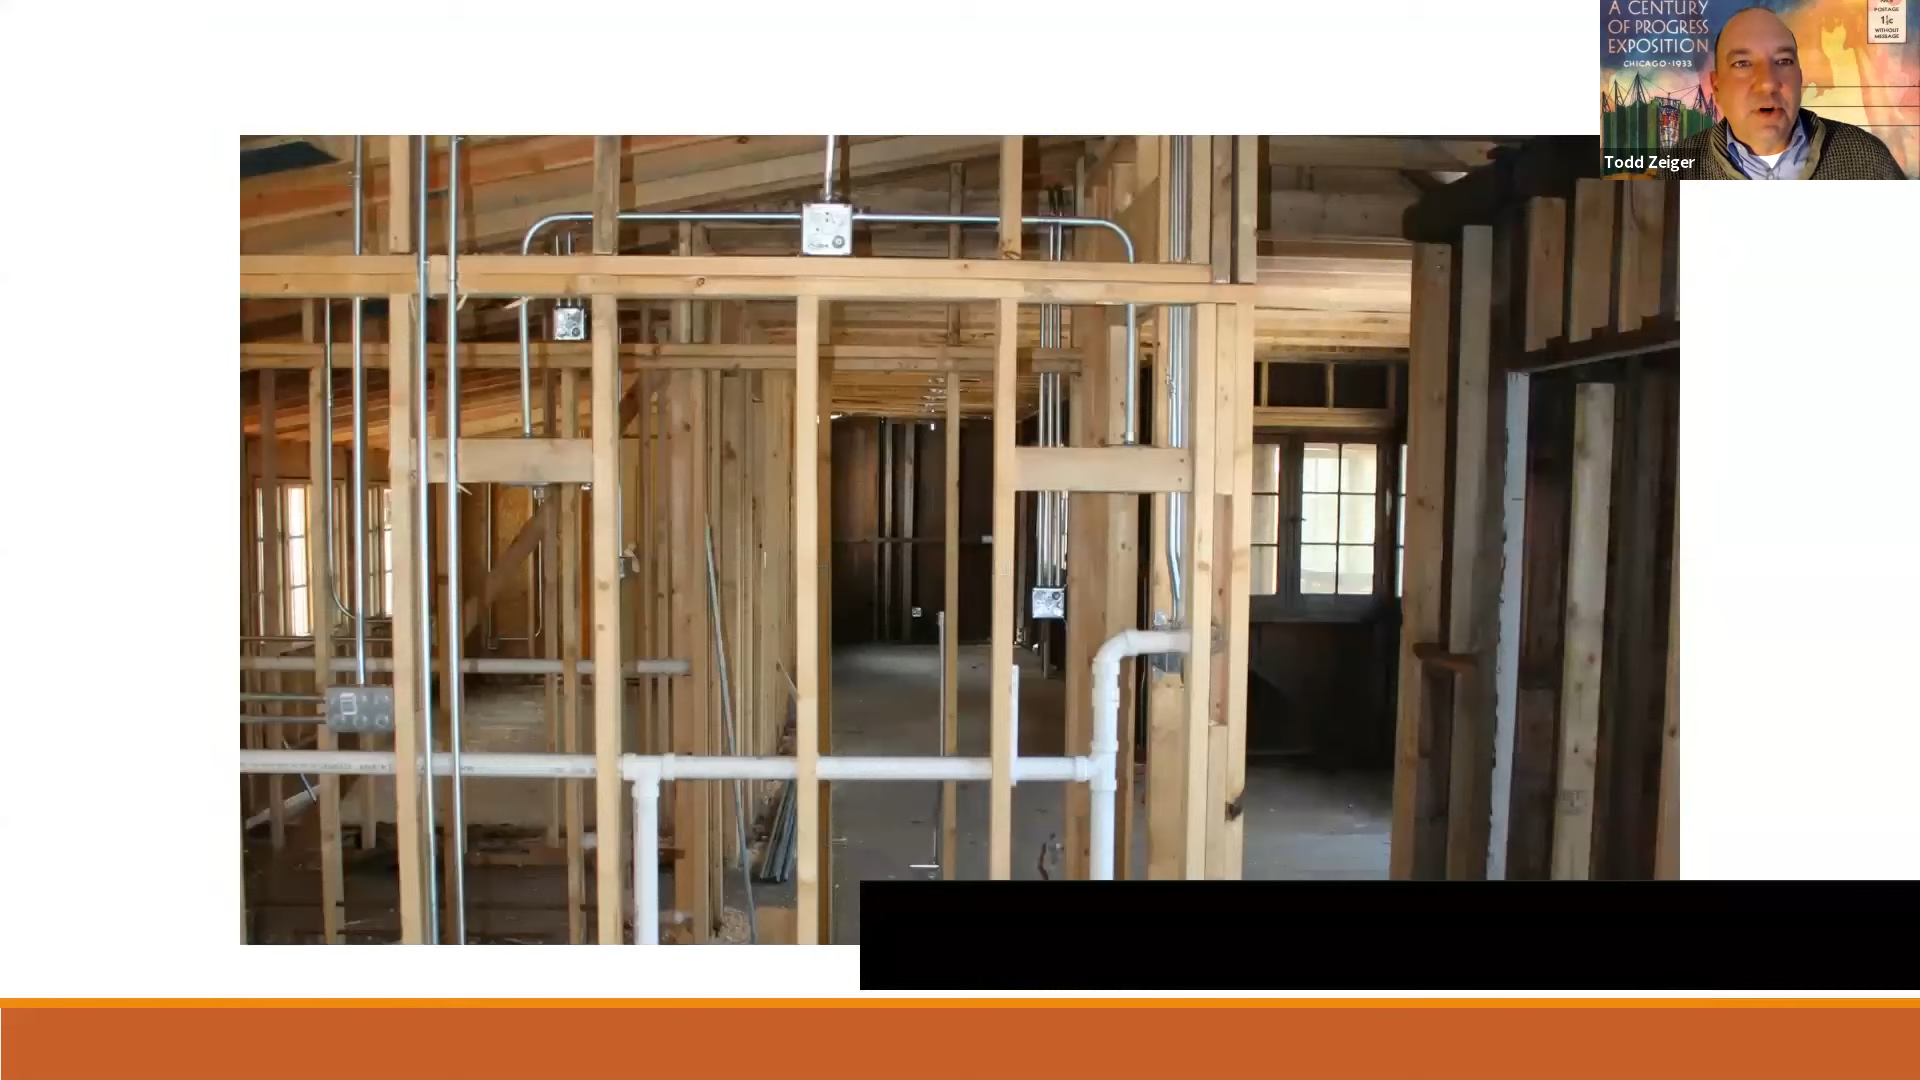 A CENTURY
OF PROGRESS
EXPOSITION
CHICAGO · 1933
POSTAGE
1½c
WITHOUT
MESSAGE
Todd Zeiger